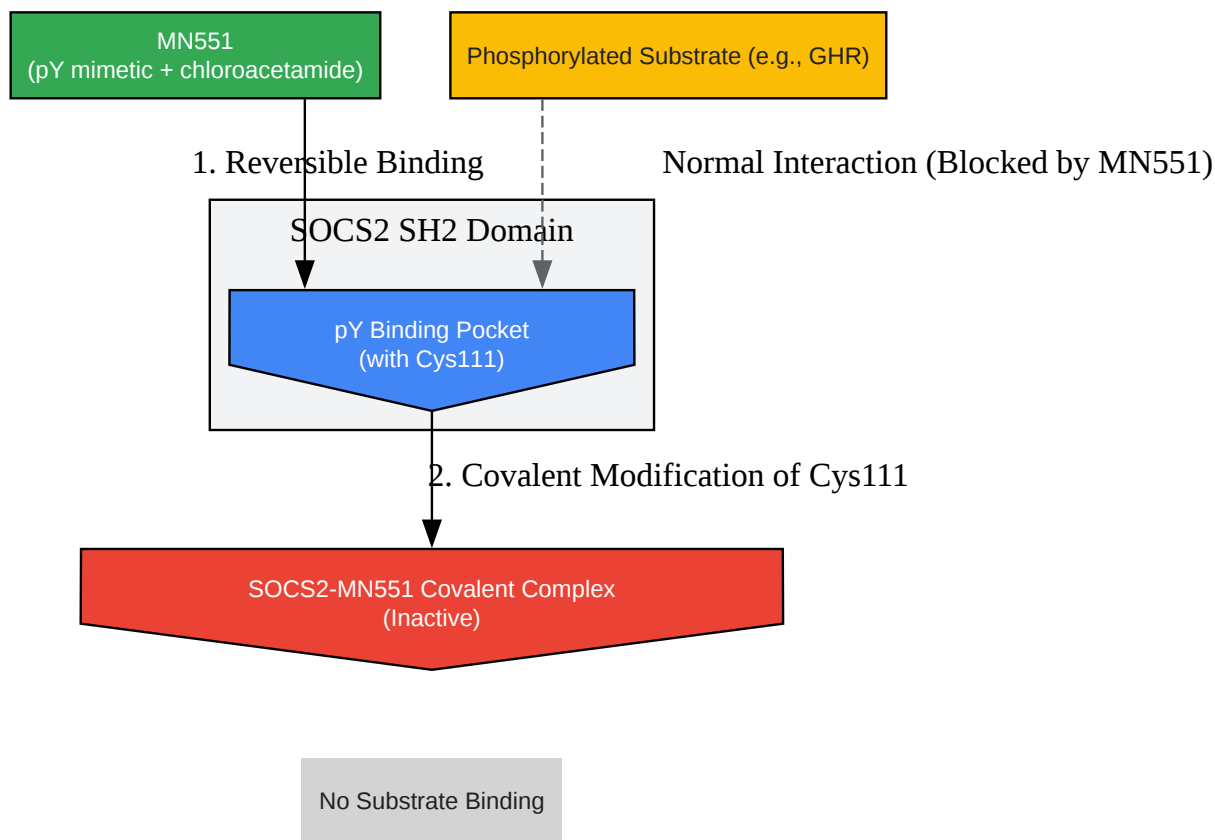 MN551
(pY mimetic + chloroacetamide)
Phosphorylated Substrate (e.g., GHR)
1. Reversible Binding
Normal Interaction (Blocked by MN551)
SOCS2 SH2 Domain
pY Binding Pocket
(with Cys111)
2. Covalent Modification of Cys111
SOCS2-MN551 Covalent Complex
(Inactive)
No Substrate Binding